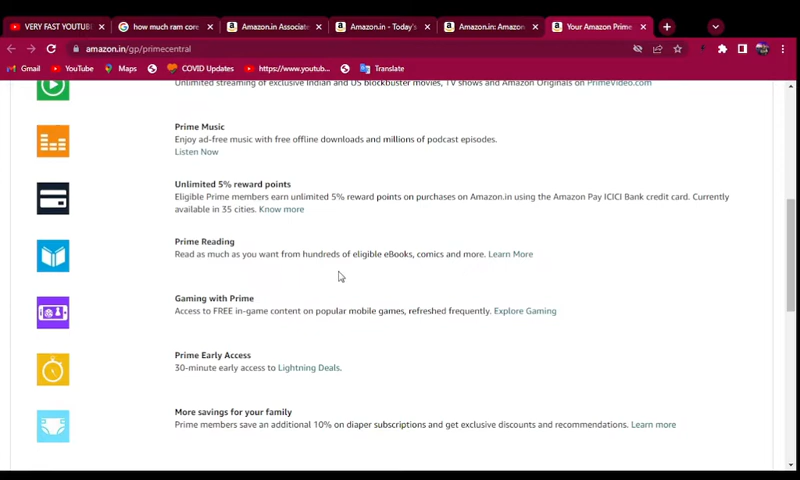 VERY FAST YOUTUBE
how much ram core
Amazon.in Associate
Amazon.in - Today's
Amazon.in: Amazon
Your Amazon Prime
amazon.in/gp/primecentral
Gmail
YouTube
Maps
COVID Updates
https://www.youtub...
Translate
Unlimited streaming of exclusive Indian and US blockbuster movies, TV shows and Amazon Originals on PrimeVideo.com
Prime Music
Enjoy ad-free music with free offline downloads and millions of podcast episodes.
Listen Now
Unlimited 5% reward points
Eligible Prime members earn unlimited 5% reward points on purchases on Amazon.in using the Amazon Pay ICICI Bank credit card. Currently
available in 35 cities. Know more
Prime Reading
Read as much as you want from hundreds of eligible eBooks, comics and more. Learn More
Gaming with Prime
Access to FREE in-game content on popular mobile games, refreshed frequently. Explore Gaming
Prime Early Access
30-minute early access to Lightning Deals.
More savings for your family
Prime members save an additional 10% on diaper subscriptions and get exclusive discounts and recommendations. Learn more